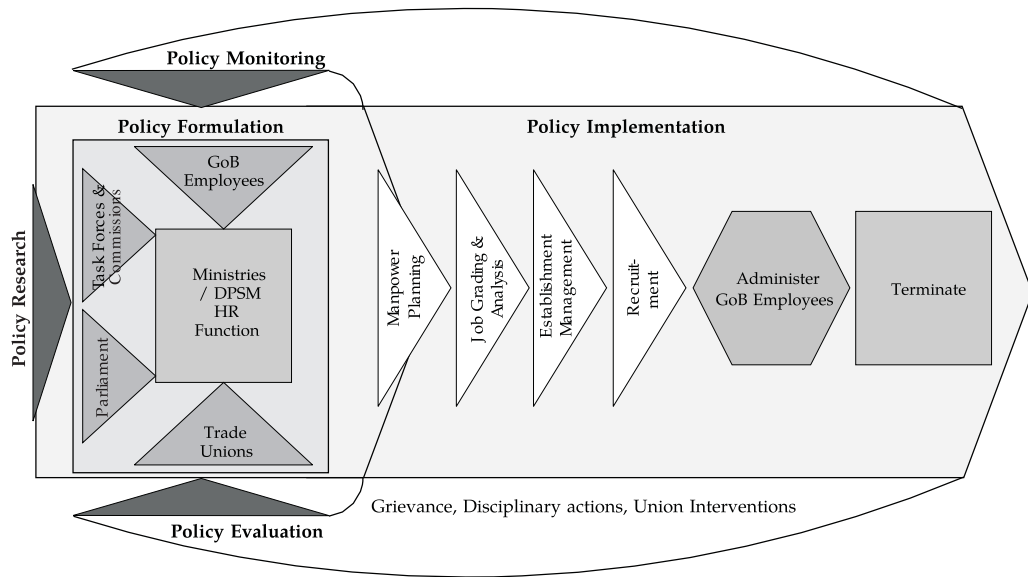 Policy Monitoring
Policy Formulation
Policy Implementation
GoB
Employees
Task Forces &
Commissions
Policy Research
Ministries
/ DPSM
HR
Function
Parliament
Trade
Unions
Manpower
Planning
Job Grading &
Analysis
Establishment
Management
Recruit-
ment
Administer
GoB Employees
Terminate
Grievance, Disciplinary actions, Union Interventions
Policy Evaluation